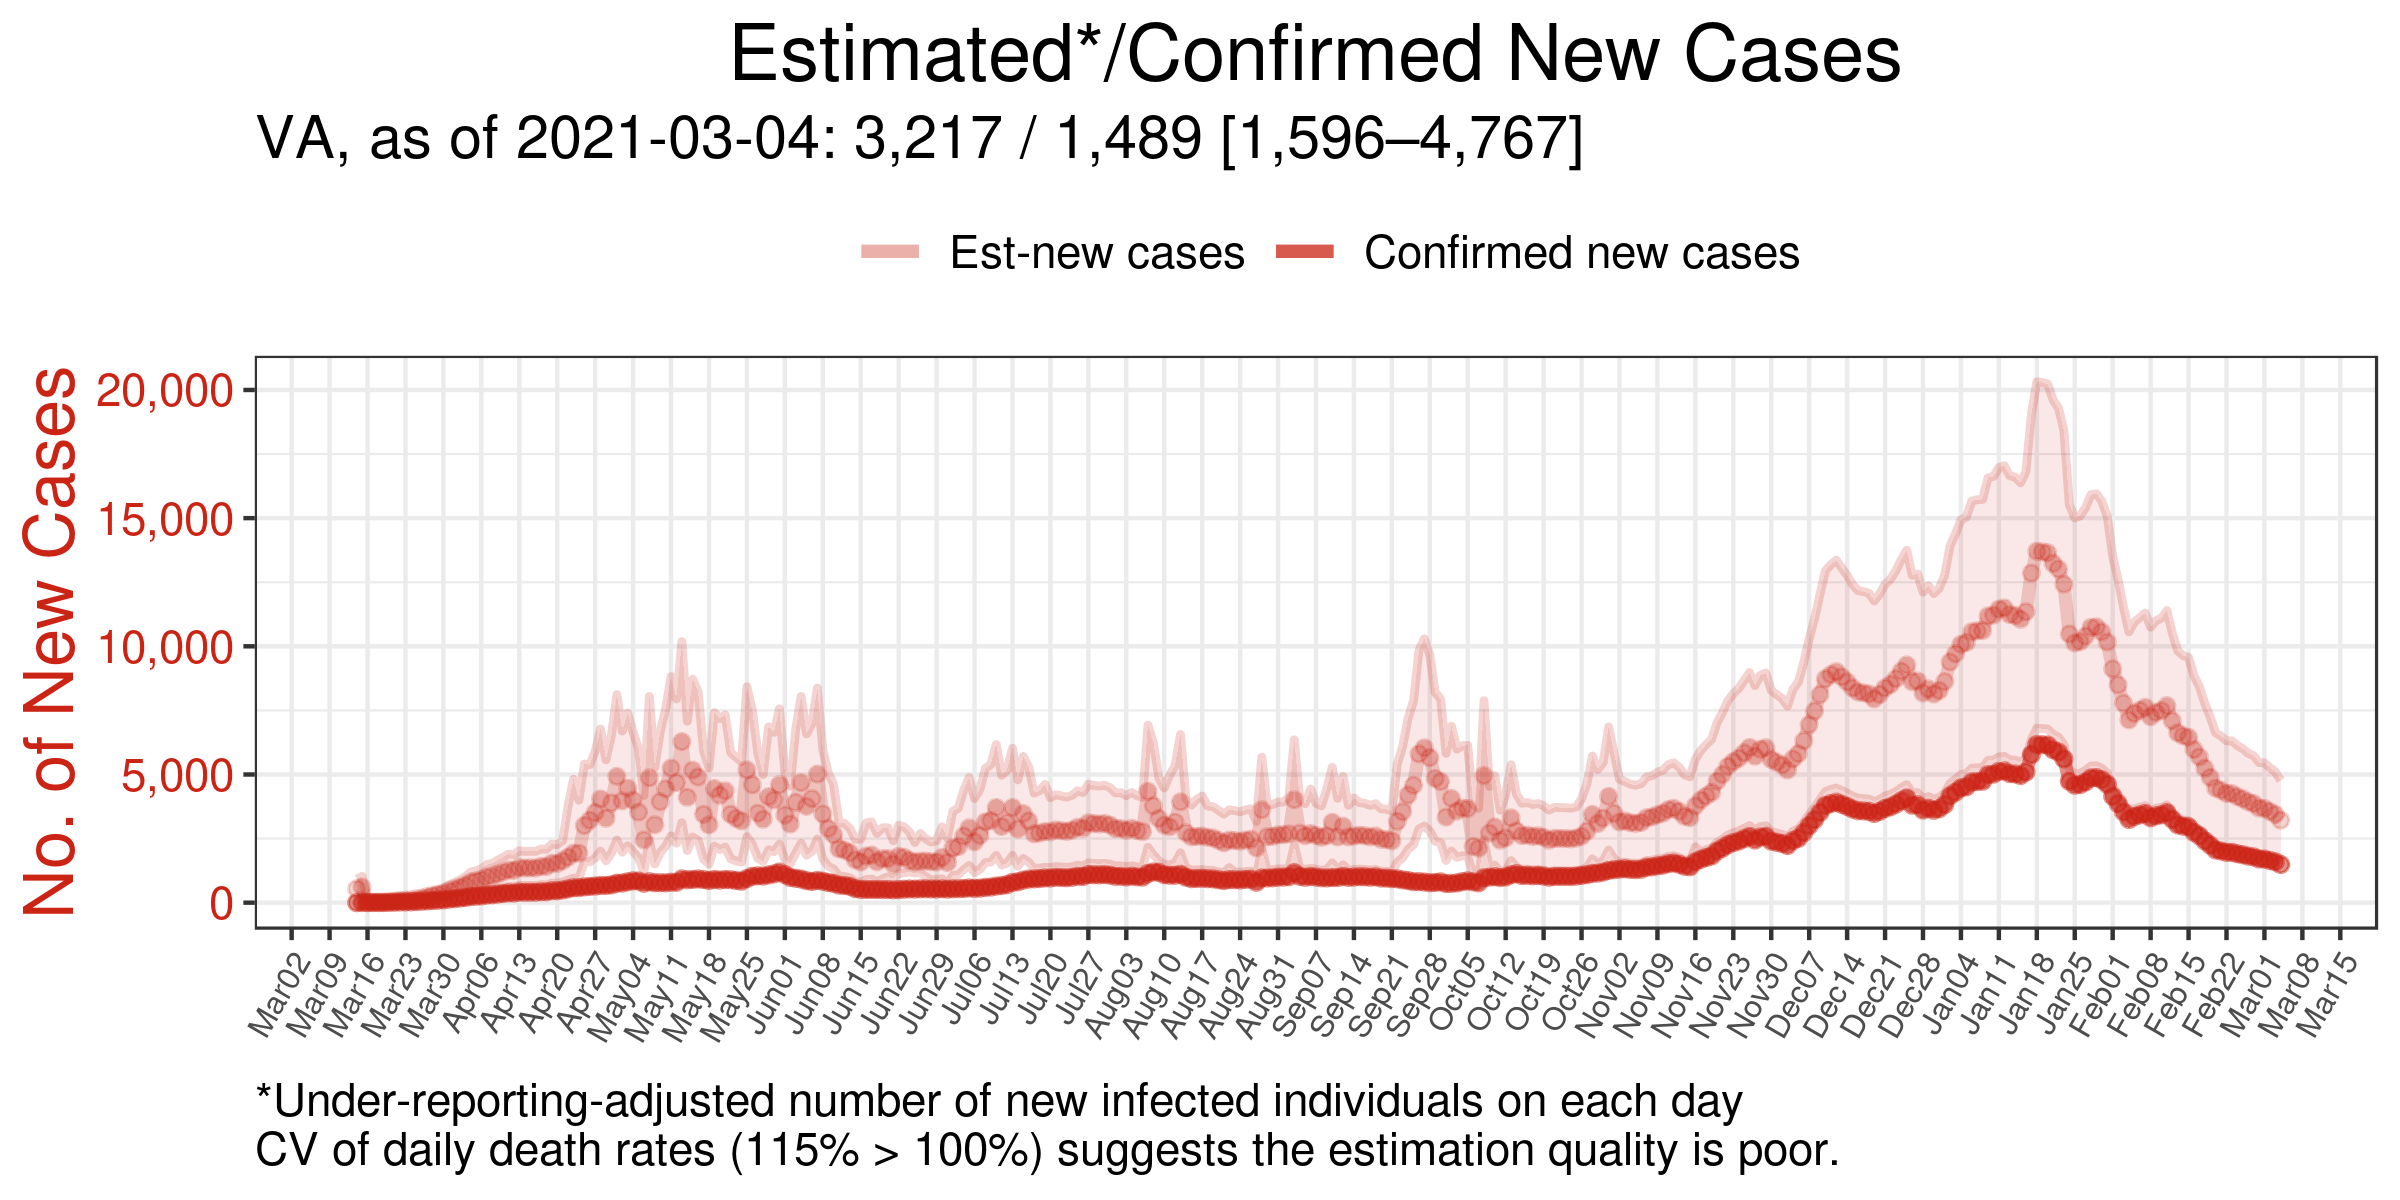 Estimated*/Confirmed New Cases
VA, as of 2021-03-04: 3,217 / 1,489 [1,596–4,767]
Est-new cases
Confirmed new cases
No. of New Cases
20,000
15,000
10,000
5,000
0
Mar02
Mar09
Mar16
Mar23
Mar30
Apr06
Apr13
Apr20
Apr27
May04
May11
May18
May25
Jun01
Jun08
Jun15
Jun22
Jun29
Jul06
Jul13
Jul20
Jul27
Aug03
Aug10
Aug17
Aug24
Aug31
Sep07
Sep14
Sep21
Sep28
Oct05
Oct12
Oct19
Oct26
Nov02
Nov09
Nov16
Nov23
Nov30
Dec07
Dec14
Dec21
Dec28
Jan04
Jan11
Jan18
Jan25
Feb01
Feb08
Feb15
Feb22
Mar01
Mar08
Mar15
*Under-reporting-adjusted number of new infected individuals on each day
CV of daily death rates (115% > 100%) suggests the estimation quality is poor.